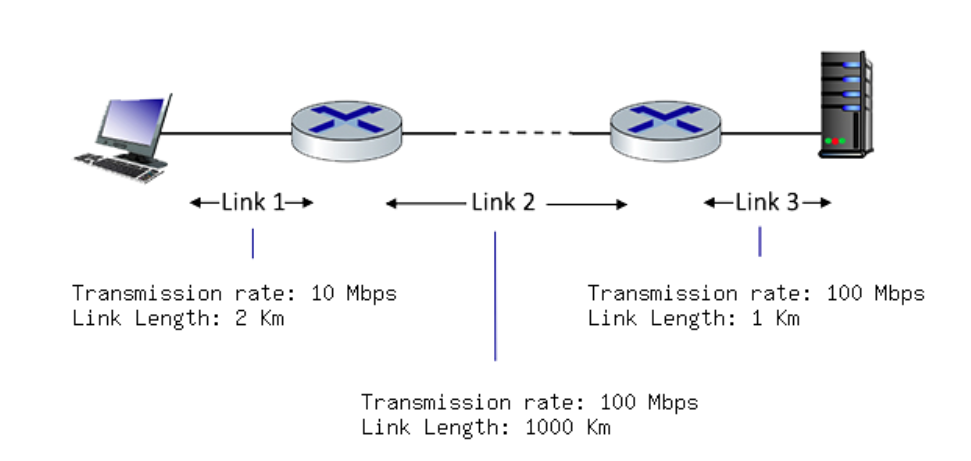 Link 1
Link 2
Link 3
Transmission rate: 10 Mbps
Link Length: 2 Km
Transmission rate: 100 Mbps
Link Length: 1 Km
Transmission rate: 100 Mbps
Link Length: 1000 Km